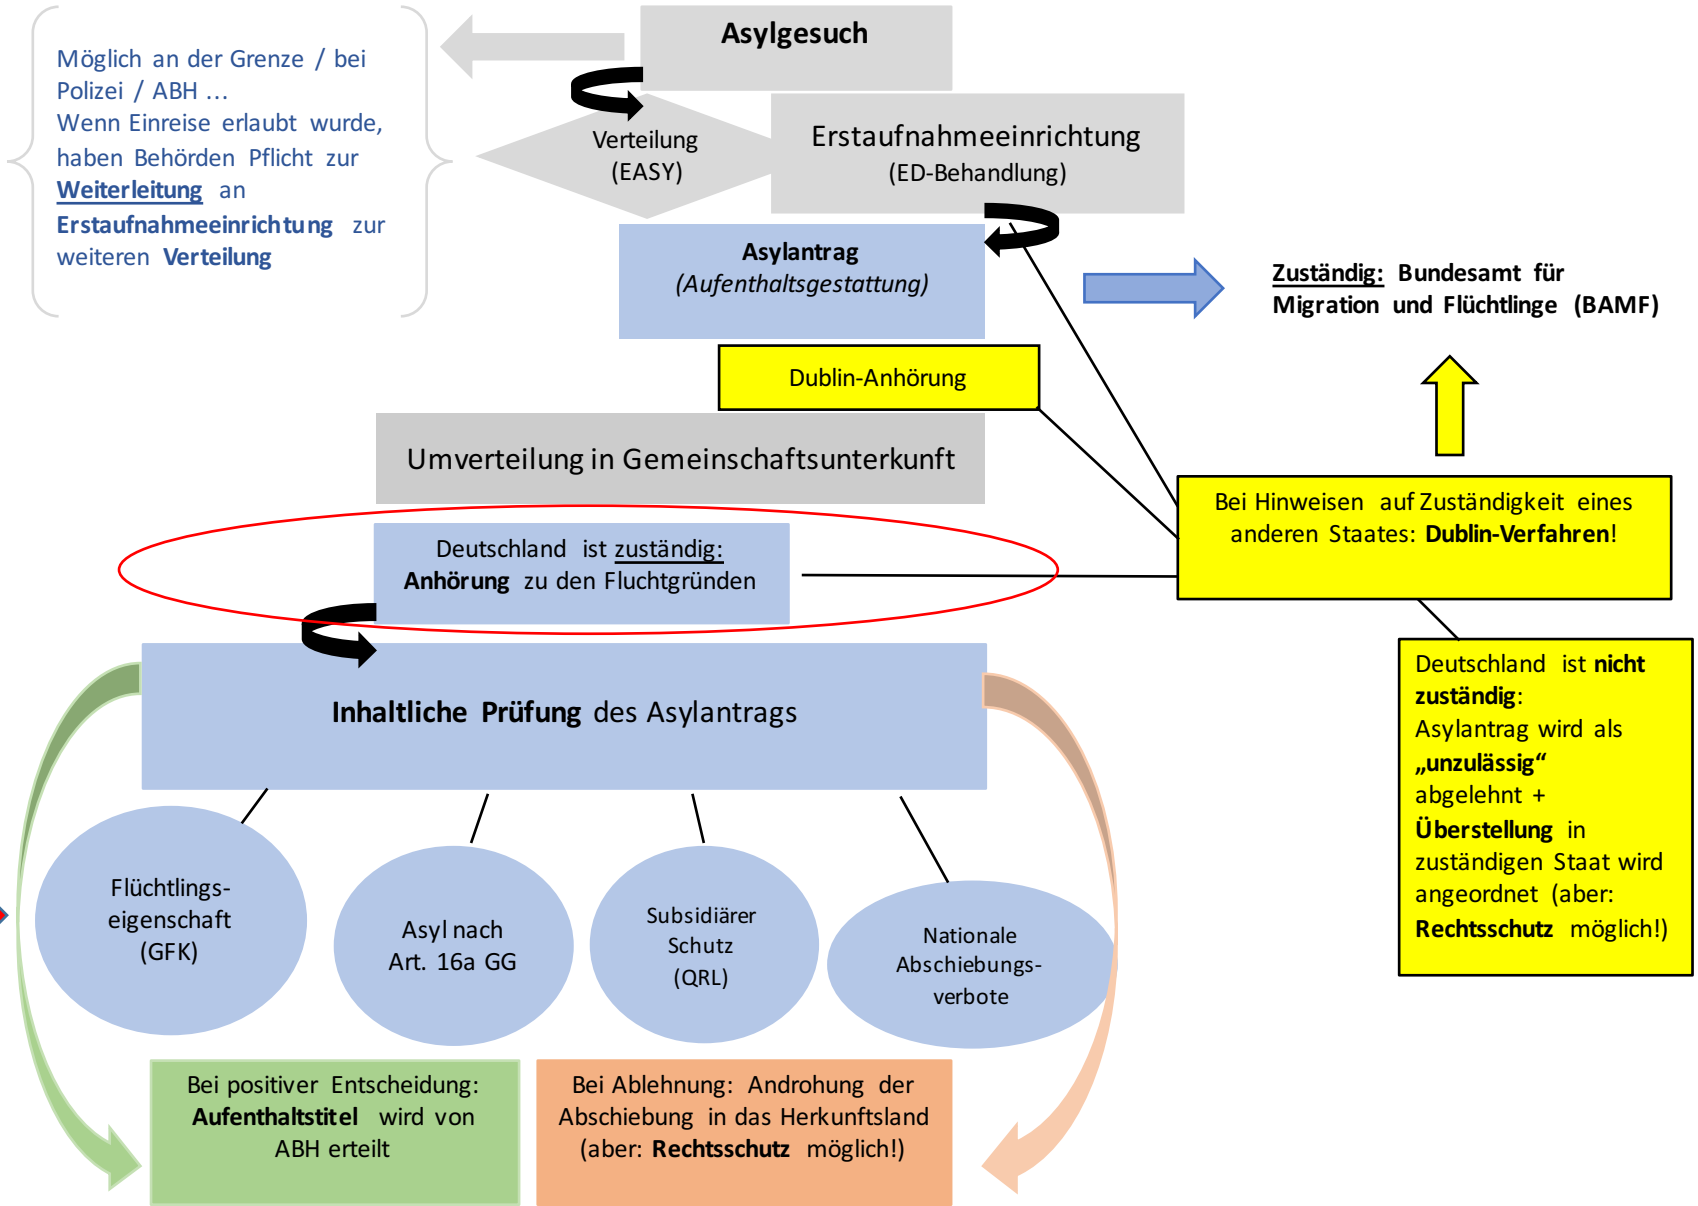 Asylgesuch
Möglich an der Grenze / bei
Polizei / ABH …
Wenn Einreise erlaubt wurde,
haben Behörden Pflicht zur
Weiterleitung an
Erstaufnahmeeinrichtung zur
weiteren Verteilung
Verteilung
(EASY)
Erstaufnahmeeinrichtung
(ED-Behandlung)
Asylantrag
(Aufenthaltsgestattung)
Zuständig: Bundesamt für
Migration und Flüchtlinge (BAMF)
Dublin-Anhörung
Umverteilung in Gemeinschaftsunterkunft
Bei Hinweisen auf Zuständigkeit eines
anderen Staates: Dublin-Verfahren!
Deutschland ist zuständig:
Anhörung zu den Fluchtgründen
Deutschland ist nicht
zuständig:
Asylantrag wird als
„unzulässig“
abgelehnt +
Überstellung in
zuständigen Staat wird
angeordnet (aber:
Rechtsschutz möglich!)
Inhaltliche Prüfung des Asylantrags
Flüchtlings-
eigenschaft
(GFK)
Asyl nach
Art. 16a GG
Subsidiärer
Schutz
(QRL)
Nationale
Abschiebungs-
verbote
Bei positiver Entscheidung:
Aufenthaltstitel wird von
ABH erteilt
Bei Ablehnung: Androhung der
Abschiebung in das Herkunftsland
(aber: Rechtsschutz möglich!)